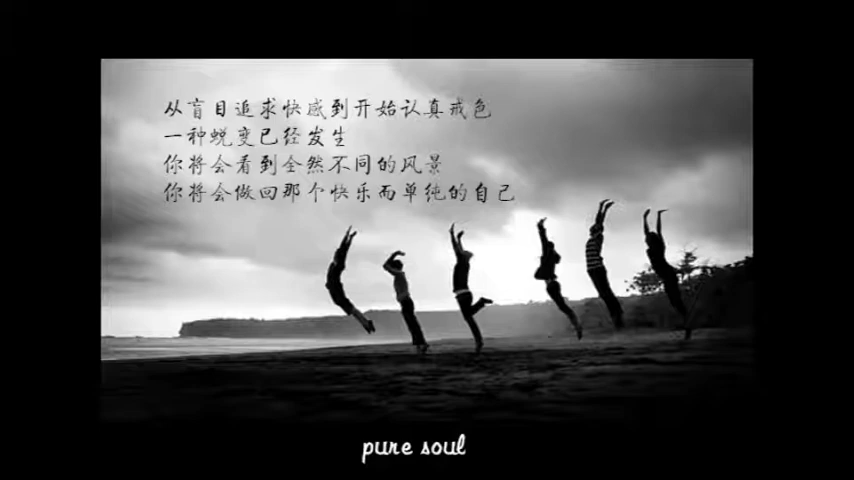 从盲目追求快感到开始认真戒色
一种蜕变已经发生
你将会看到全然不同的风景
你将会做回那个快乐而单纯的自己
pure soul